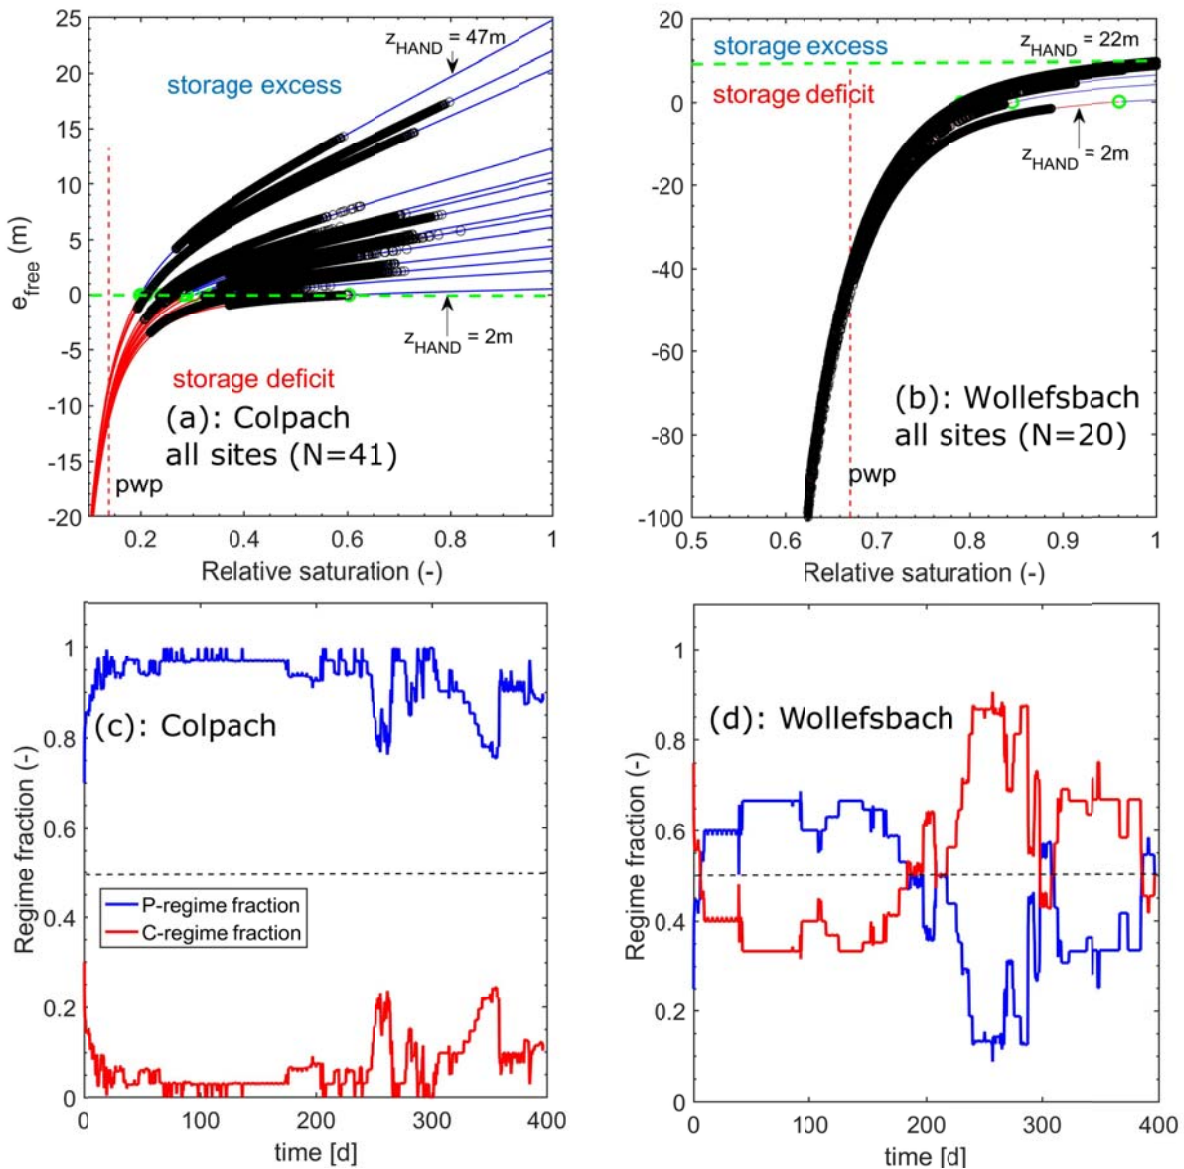 25
20
15
10
5
0
-5
-10
-15
-20
e_free (m)
z_HAND = 47m
storage excess
z_HAND = 2m
storage deficit
(a): Colpach
all sites (N=41)
pwp
0.2
0.4
0.6
0.8
1
Relative saturation (-)
20
0
-20
-40
-60
-80
-100
storage excess
z_HAND = 22m
storage deficit
z_HAND = 2m
(b): Wollefsbach
all sites (N=20)
pwp
0.5
0.6
0.7
0.8
0.9
1
Relative saturation (-)
1
0.8
0.6
0.4
0.2
0
Regime fraction (-)
(c): Colpach
P-regime fraction
C-regime fraction
0
100
200
300
400
time [d]
1
0.8
0.6
0.4
0.2
0
Regime fraction (-)
(d): Wollefsbach
0
100
200
300
400
time [d]